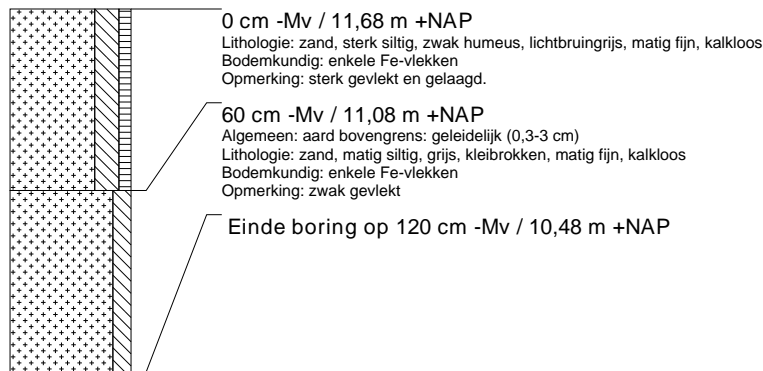 0 cm -Mv / 11,68 m +NAP
Lithologie: zand, sterk siltig, zwak humeus, lichtbruingrijs, matig fijn, kalkloos
Bodemkundig: enkele Fe-vlekken
Opmerking: sterk gevlekt en gelaagd.
60 cm -Mv / 11,08 m +NAP
Algemeen: aard bovengrens: geleidelijk (0,3-3 cm)
Lithologie: zand, matig siltig, grijs, kleibrokken, matig fijn, kalkloos
Bodemkundig: enkele Fe-vlekken
Opmerking: zwak gevlekt
Einde boring op 120 cm -Mv / 10,48 m +NAP